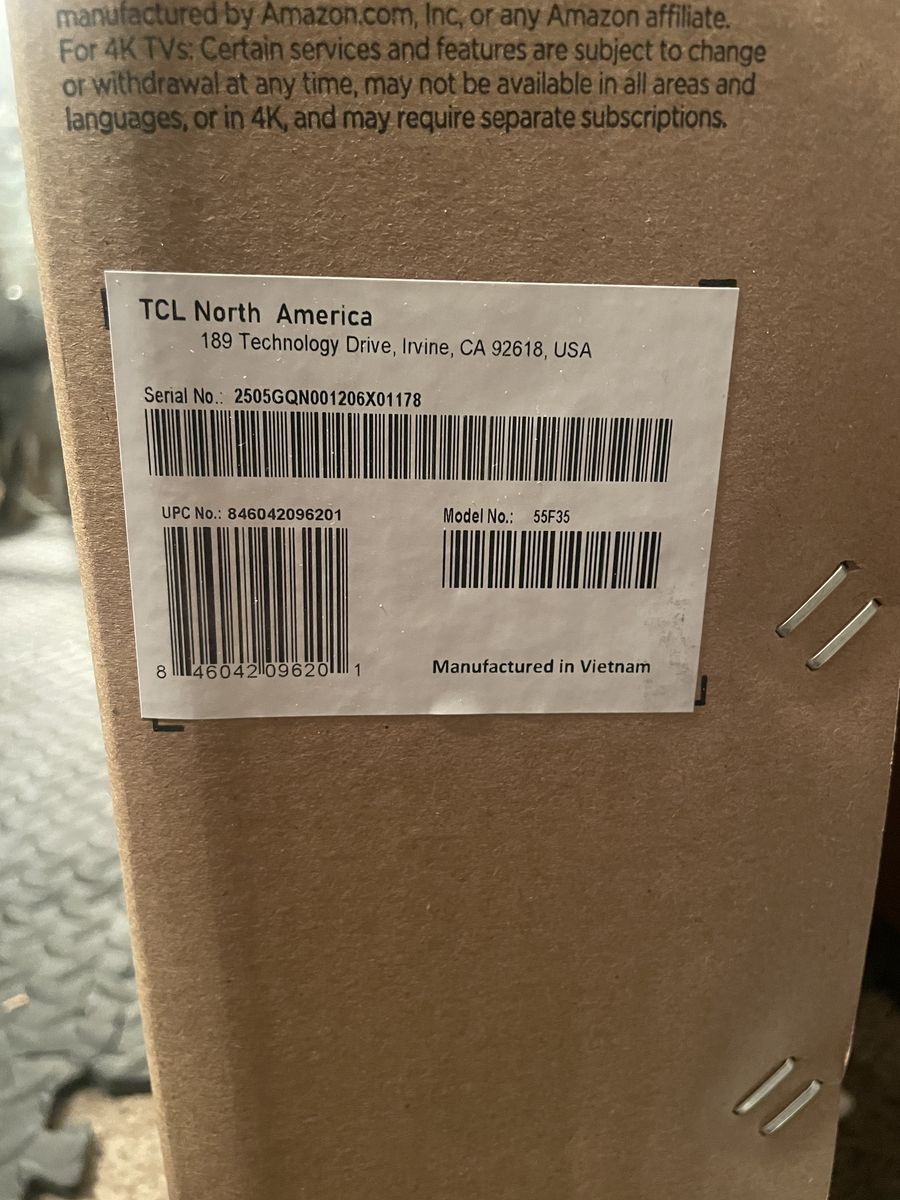 manufactured by Amazon.com, Inc, or any Amazon affiliate.
For 4K TVs: Certain services and features are subject to change
or withdrawal at any time, may not be available in all areas and
languages, or in 4K, and may require separate subscriptions.
TCL North America
189 Technology Drive, Irvine, CA 92618, USA
Serial No.: 2505GQN001206X01178
UPC No.: 846042096201
Model No.: 55F35
8 46042 09620 1
Manufactured in Vietnam